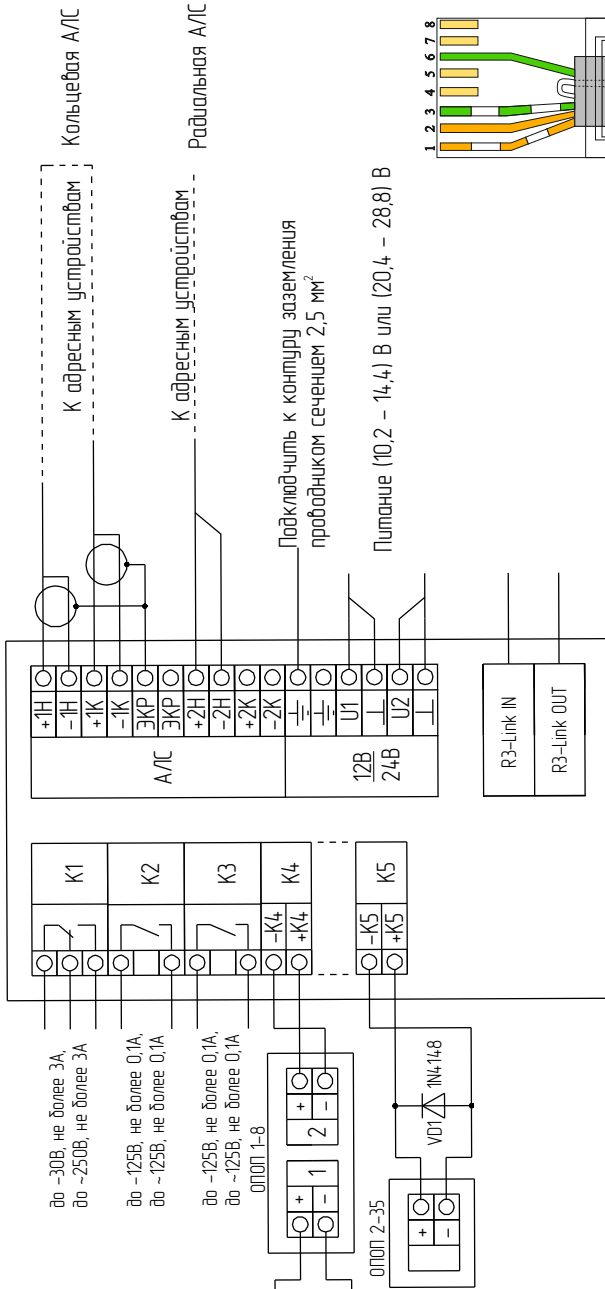 Кольцевая АЛС
К адресным устройствам
Радиальная АЛС
К адресным устройствам
Подключить к контуру заземления
проводником сечением 2,5 мм²
Питание (10,2 – 14,4) В или (20,4 – 28,8) В
1 2 3 4 5 6 7 8
+1Н
-1Н
+1К
-1К
ЭКР
ЭКР
+2Н
-2Н
+2К
-2К
U1
U2
АЛС
12В
24В
R3-Link IN
R3-Link OUT
К1
К2
К3
К4
-К4
+К4
К5
-К5
+К5
до –30В, не более 3А,
до ~250В, не более 3А
до –125В, не более 0,1А,
до ~125В, не более 0,1А
до –125В, не более 0,1А,
до ~125В, не более 0,1А
ОПОП 1-8
+
–
1
+
–
2
VD1
1N4148
ОПОП 2-35
+
–